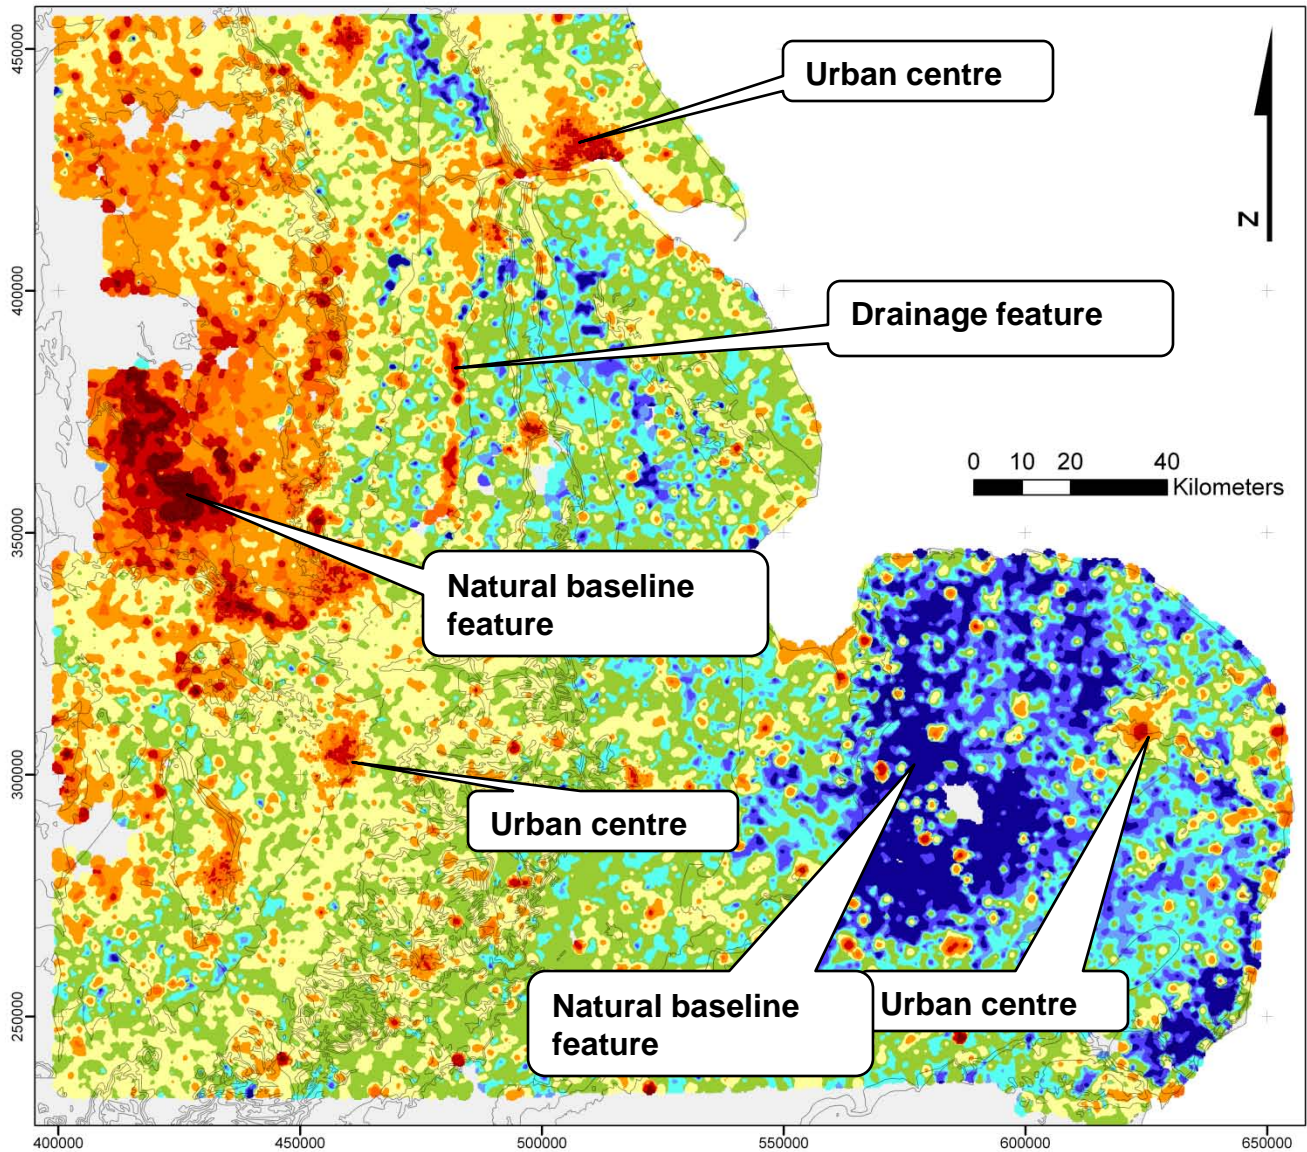 450000
400000
350000
300000
250000
Urban centre
N
Drainage feature
0 10 20 40
Kilometers
Natural baseline
feature
Urban centre
Natural baseline
feature
Urban centre
400000 450000 500000 550000 600000 650000